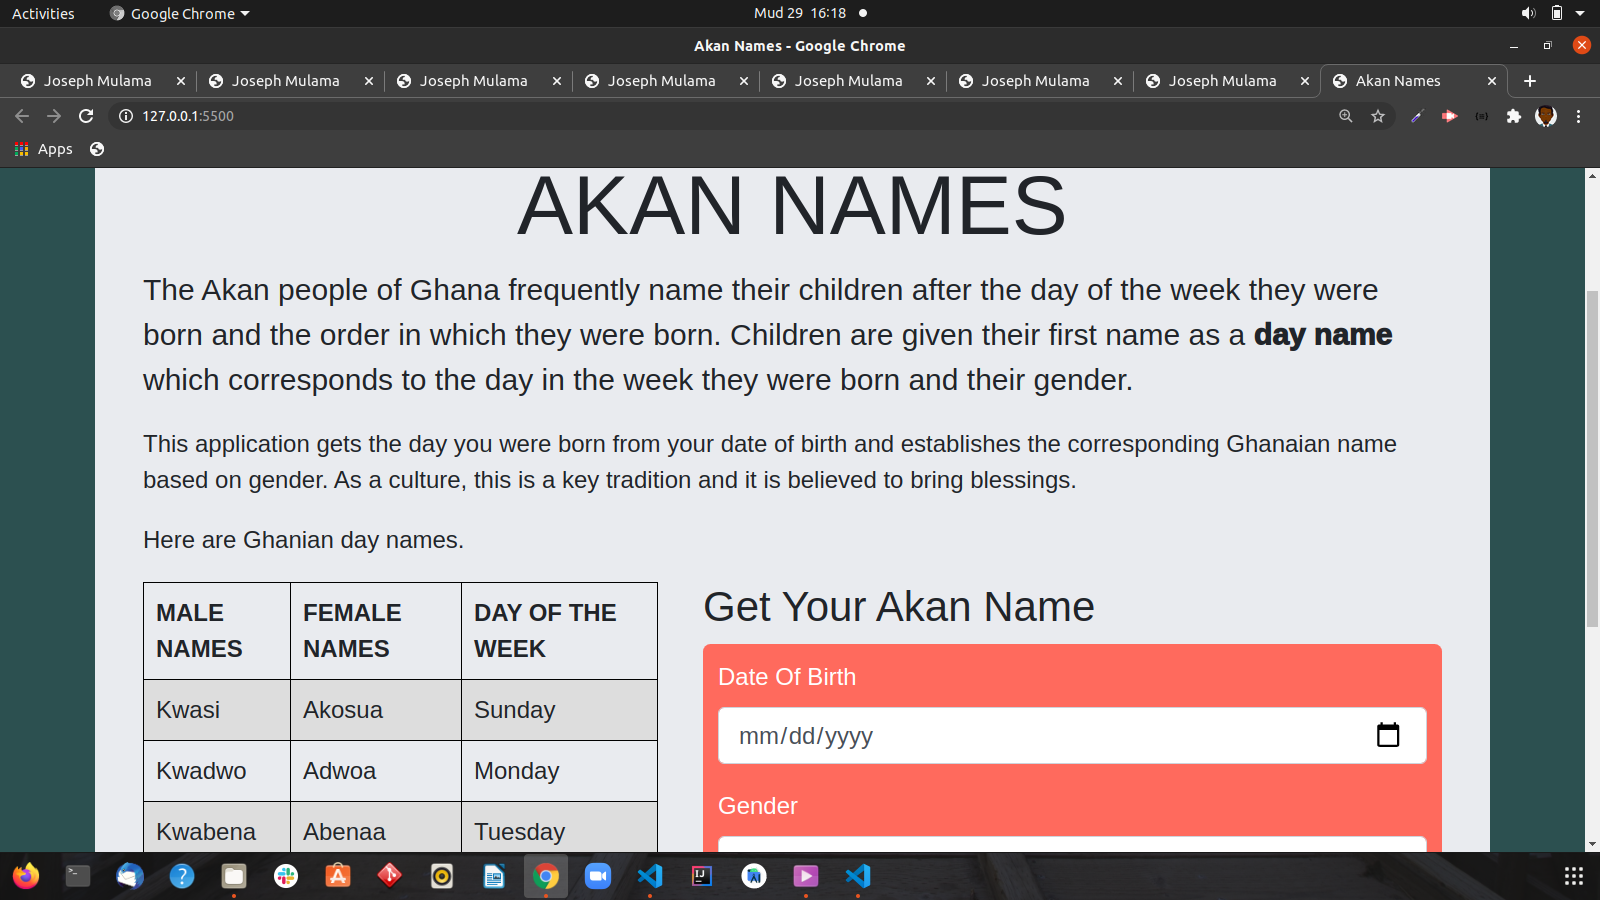 Activities
Google Chrome
Mud 29 16:18
Akan Names - Google Chrome
Joseph Mulama
Joseph Mulama
Joseph Mulama
Joseph Mulama
Joseph Mulama
Joseph Mulama
Joseph Mulama
Akan Names
127.0.0.1:5500
Apps
AKAN NAMES
The Akan people of Ghana frequently name their children after the day of the week they were
born and the order in which they were born. Children are given their first name as a day name
which corresponds to the day in the week they were born and their gender.
This application gets the day you were born from your date of birth and establishes the corresponding Ghanaian name
based on gender. As a culture, this is a key tradition and it is believed to bring blessings.
Here are Ghanian day names.
MALE NAMES
FEMALE NAMES
DAY OF THE WEEK
Kwasi Akosua Sunday
Kwadwo Adwoa Monday
Kwabena Abenaa Tuesday
Get Your Akan Name
Date Of Birth
mm/dd/yyyy
Gender